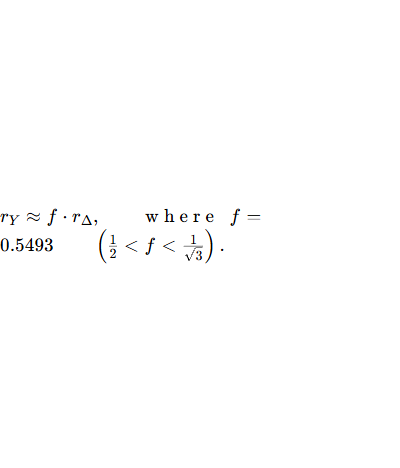 r_Y ≈ f · r_Δ, where f =
0.5493 (1/2 < f < 1/√3).